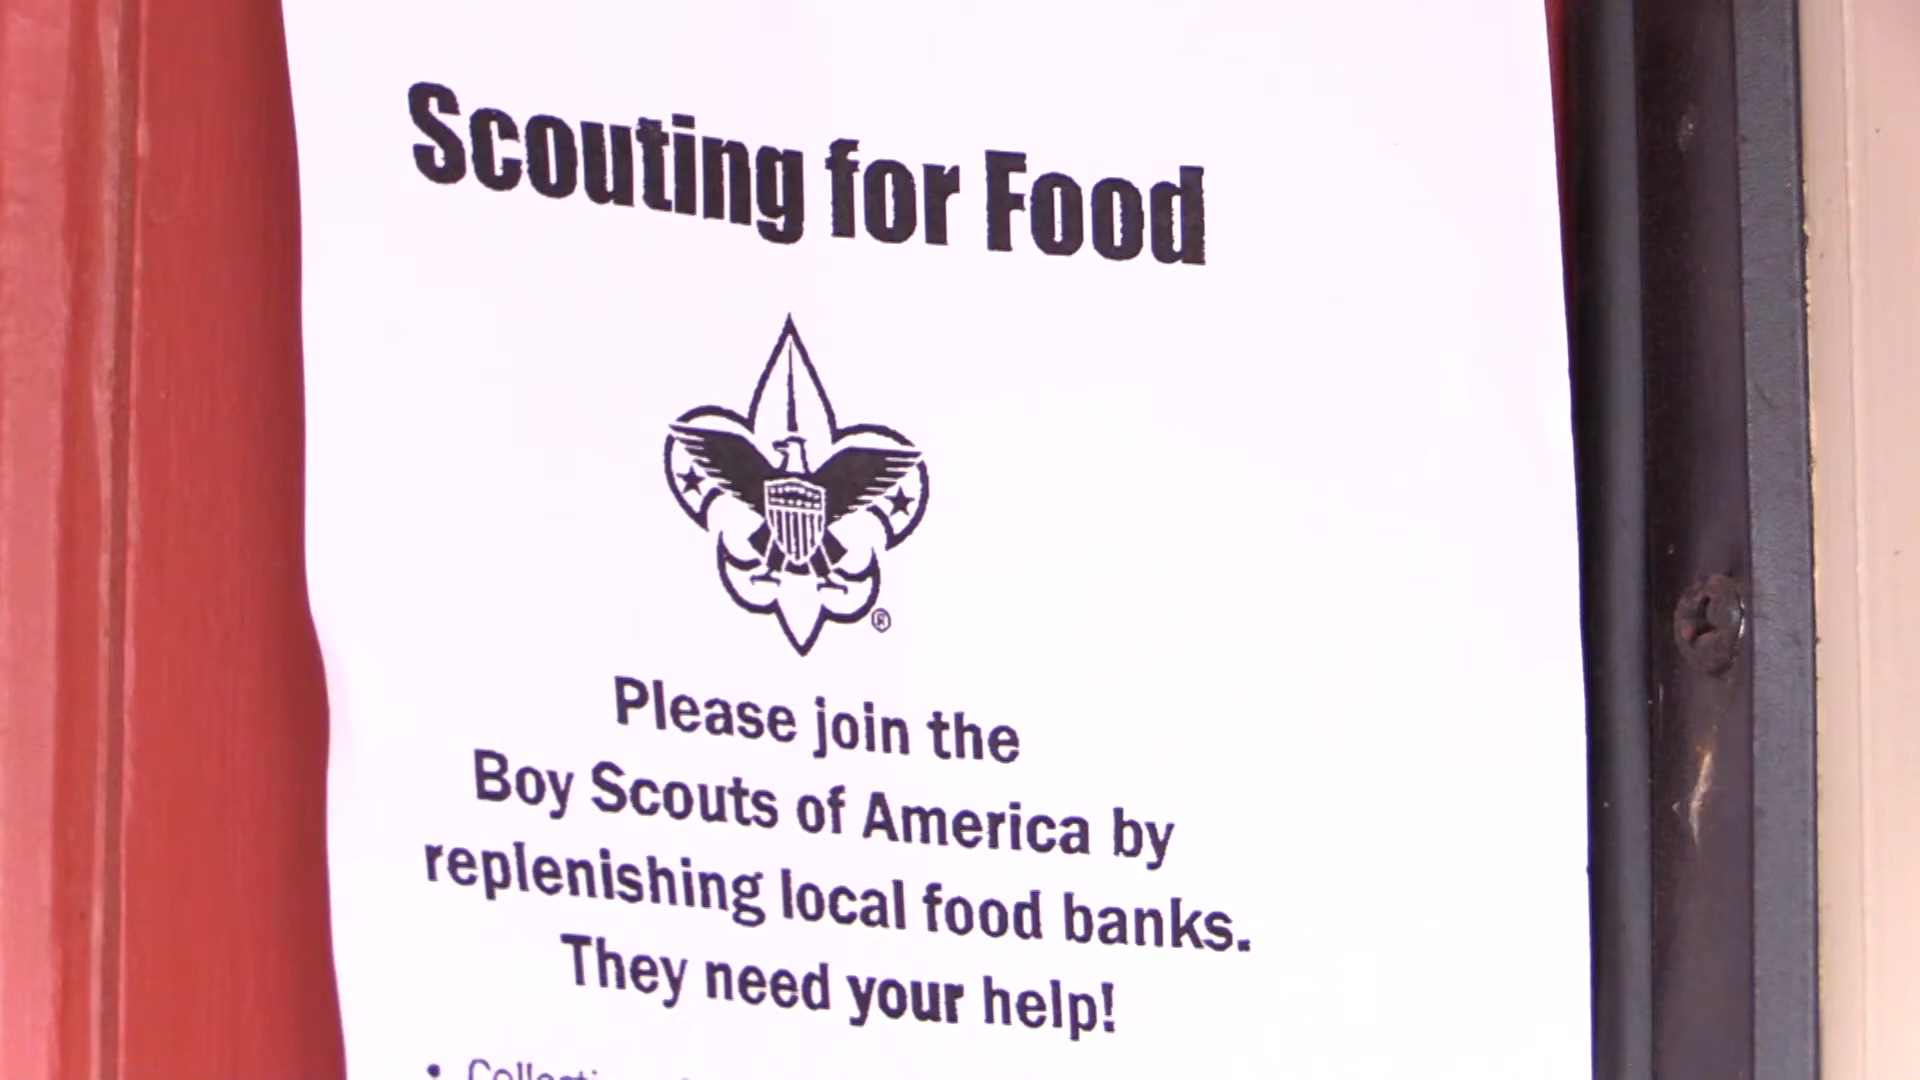 Scouting for Food
®
Please join the
Boy Scouts of America by
replenishing local food banks.
They need your help!